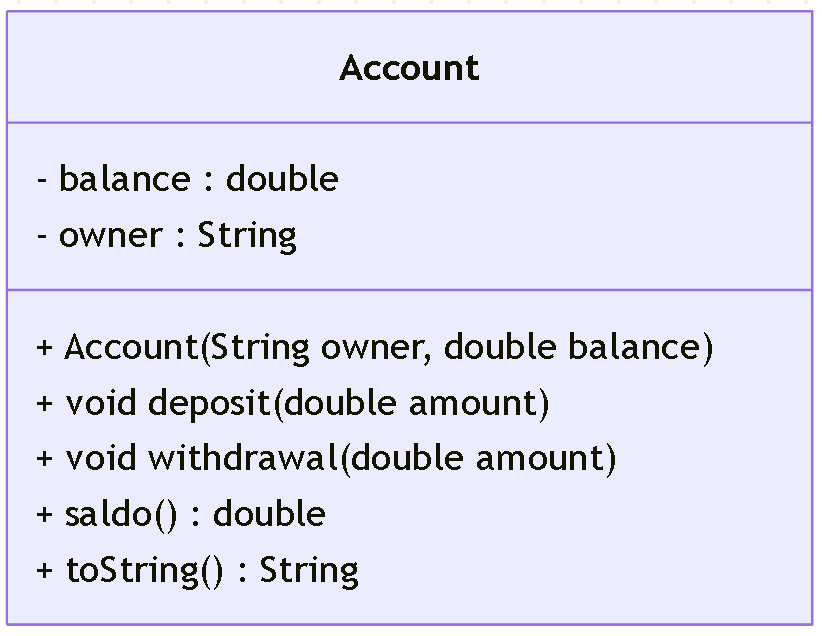 Account
- balance : double
- owner : String
+ Account(String owner, double balance)
+ void deposit(double amount)
+ void withdrawal(double amount)
+ saldo() : double
+ toString() : String